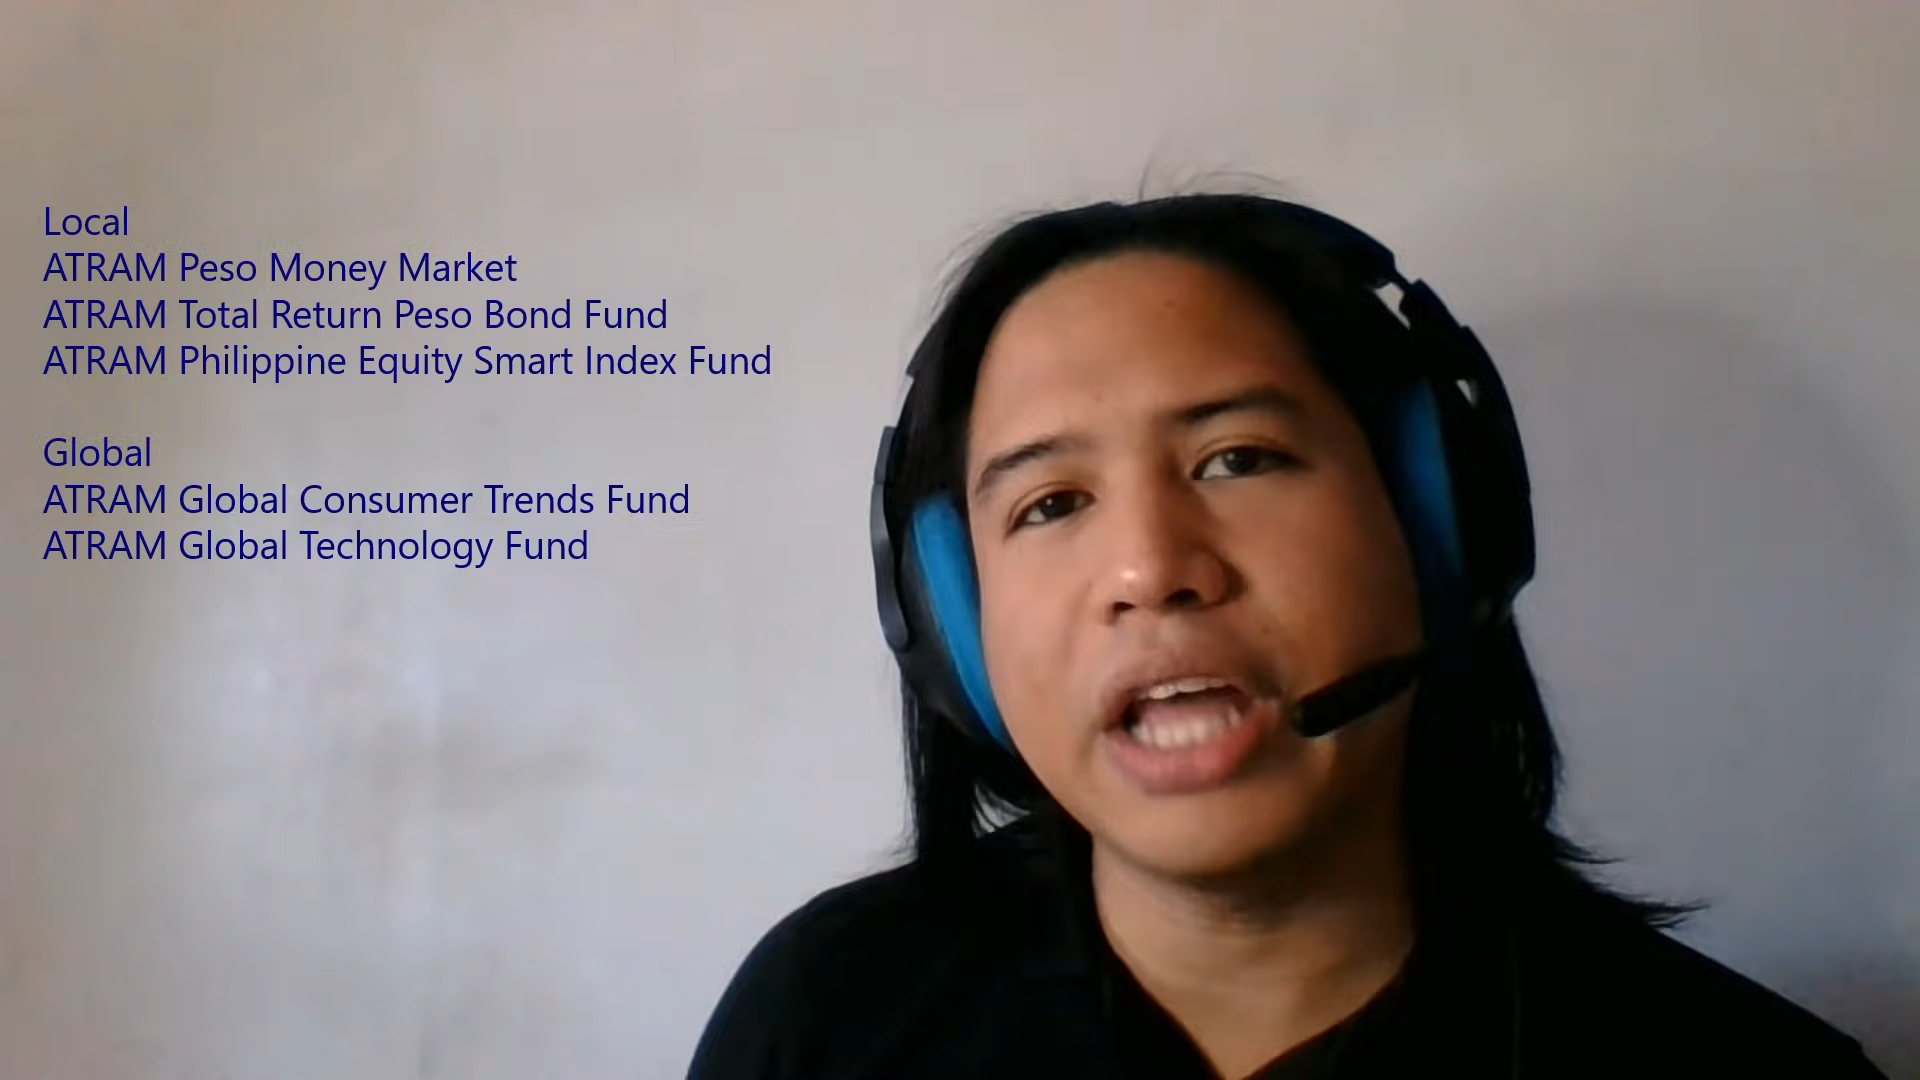 Local
ATRAM Peso Money Market
ATRAM Total Return Peso Bond Fund
ATRAM Philippine Equity Smart Index Fund
Global
ATRAM Global Consumer Trends Fund
ATRAM Global Technology Fund